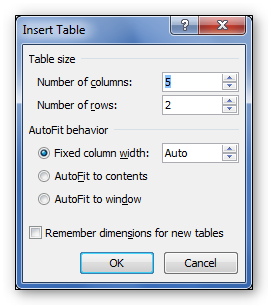 Insert Table
?
Table size
Number of columns: 5
Number of rows: 2
AutoFit behavior
Fixed column width: Auto
AutoFit to contents
AutoFit to window
Remember dimensions for new tables
OK Cancel